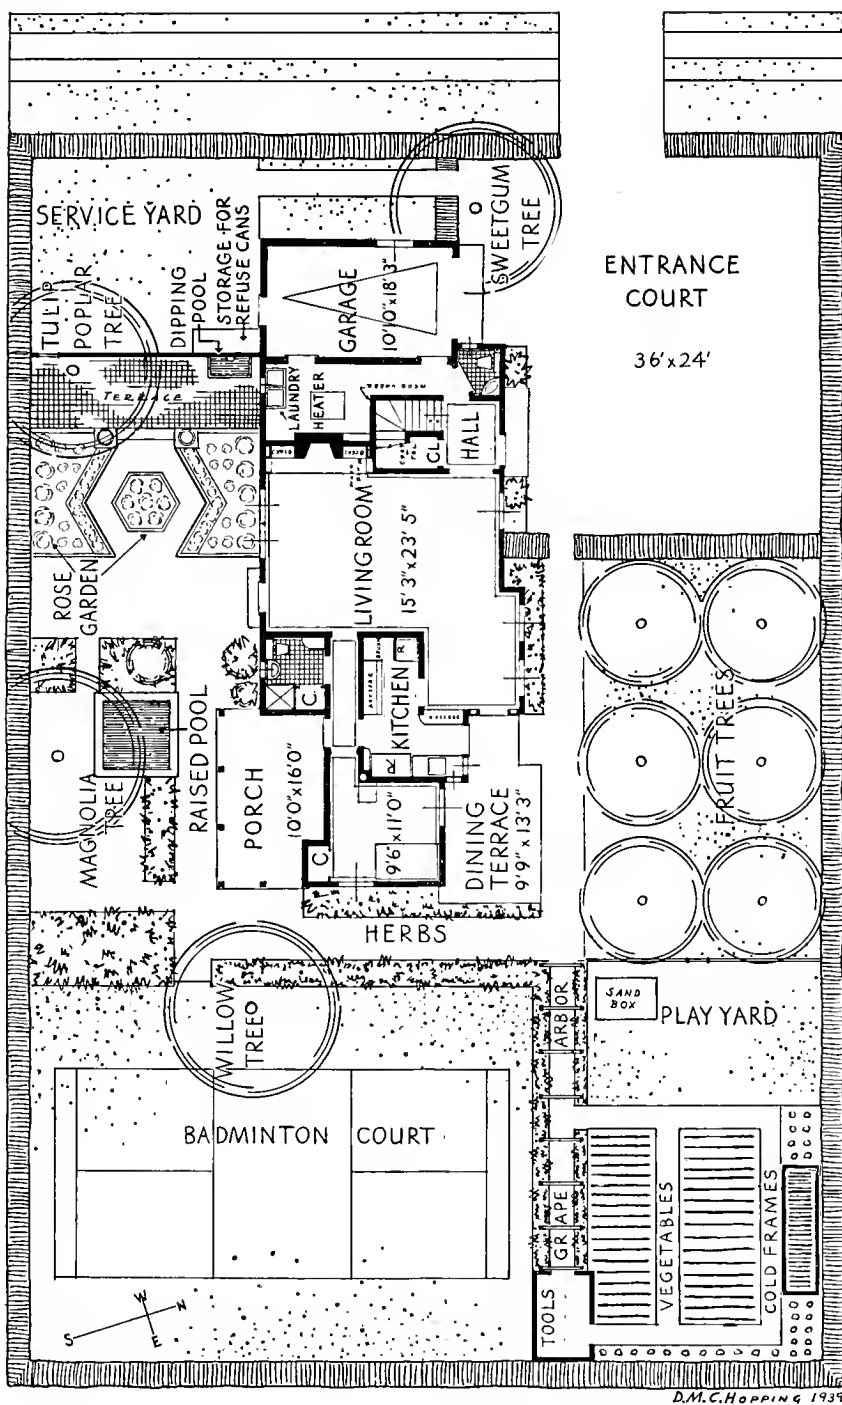 SERVICE YARD
STORAGE FOR
REFUSE CANS
DIPPING
POOL
TULIP
POPLAR
TREE
TERRACE
SWEETGUM
TREE
ENTRANCE
COURT
36'x24'
GARAGE
10'10"x18'3"
LAUNDRY
HEATER
HALL
CL.
LIVING ROOM
15'3"x23'5"
ROSE
GARDEN
MAGNOLIA
TREE
RAISED POOL
C.
KITCHEN
R
PORCH
10'0"x16'0"
C.
9'6"x11'0"
DINING
TERRACE
9'9"x13'3"
FRUIT TREES
HERBS
WILLOW
TREE
GRAPE ARBOR
SAND
BOX
PLAY YARD
BADMINTON COURT
VEGETABLES
COLD FRAMES
TOOLS
W
N
S
E
D.M.C. HOPPING 1939